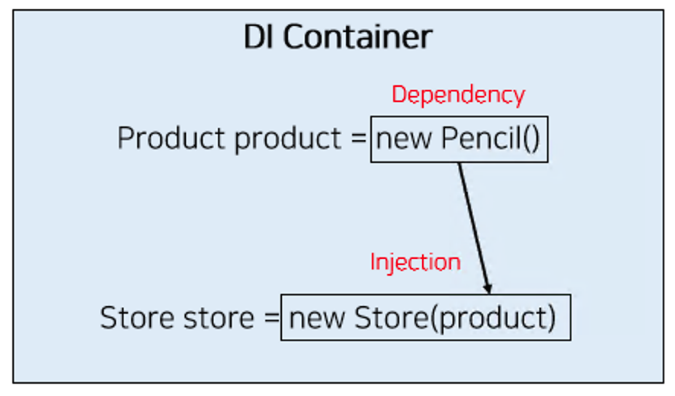 DI Container
Dependency
Product product = new Pencil()
Injection
Store store = new Store(product)